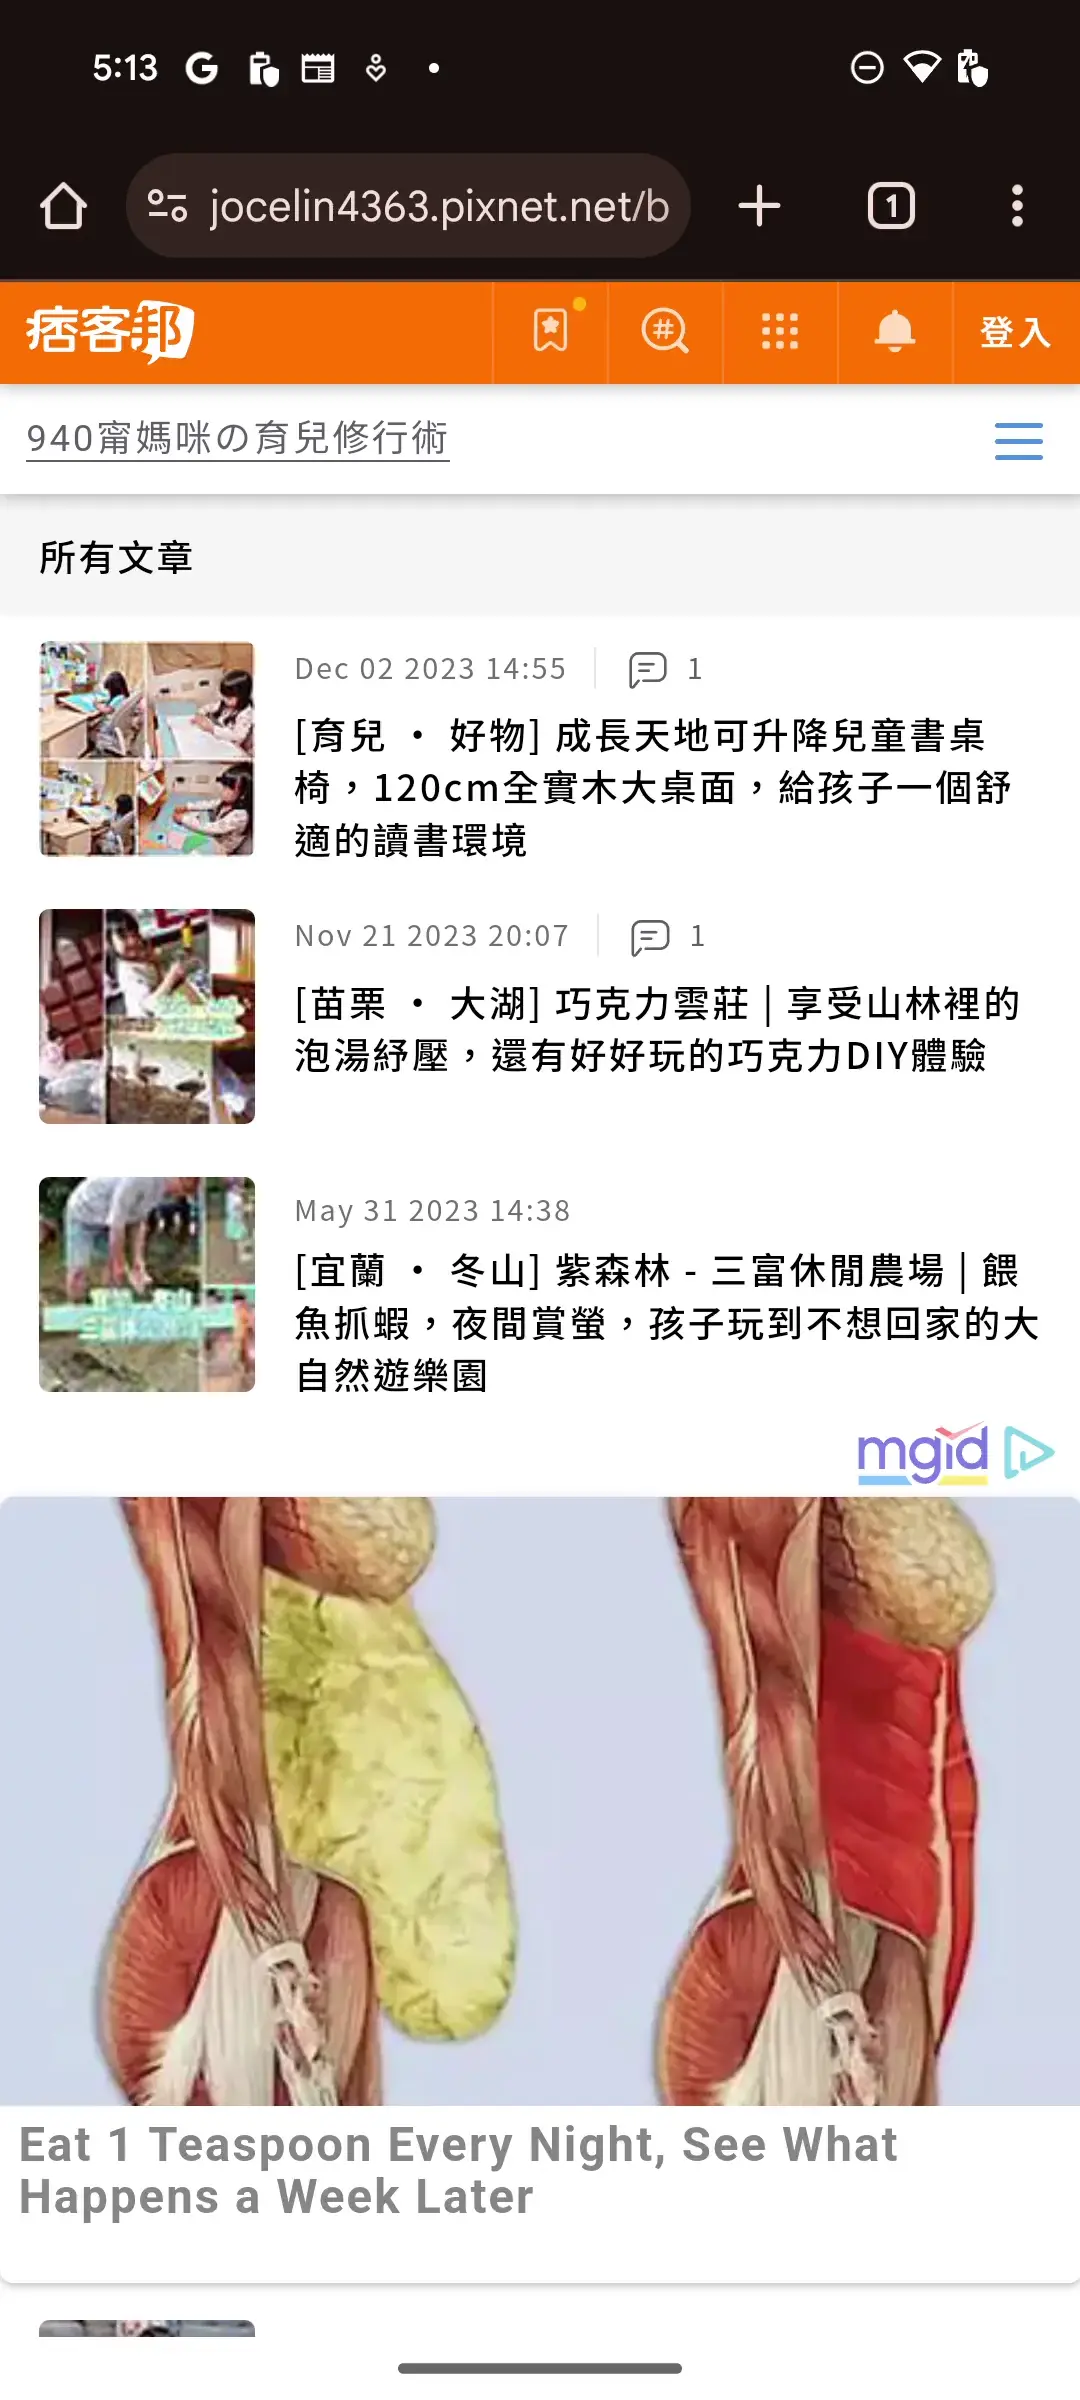 5:13
jocelin4363.pixnet.net/b
1
痞客邦
登入
940甯媽咪の育兒修行術
所有文章
Dec 02 2023 14:55
1
[育兒 • 好物] 成長天地可升降兒童書桌
椅，120cm全實木大桌面，給孩子一個舒
適的讀書環境
Nov 21 2023 20:07
1
[苗栗 • 大湖] 巧克力雲莊 | 享受山林裡的
泡湯紓壓，還有好好玩的巧克力DIY體驗
May 31 2023 14:38
[宜蘭 • 冬山] 紫森林 - 三富休閒農場 | 餵
魚抓蝦，夜間賞螢，孩子玩到不想回家的大
自然遊樂園
mgid
Eat 1 Teaspoon Every Night, See What
Happens a Week Later